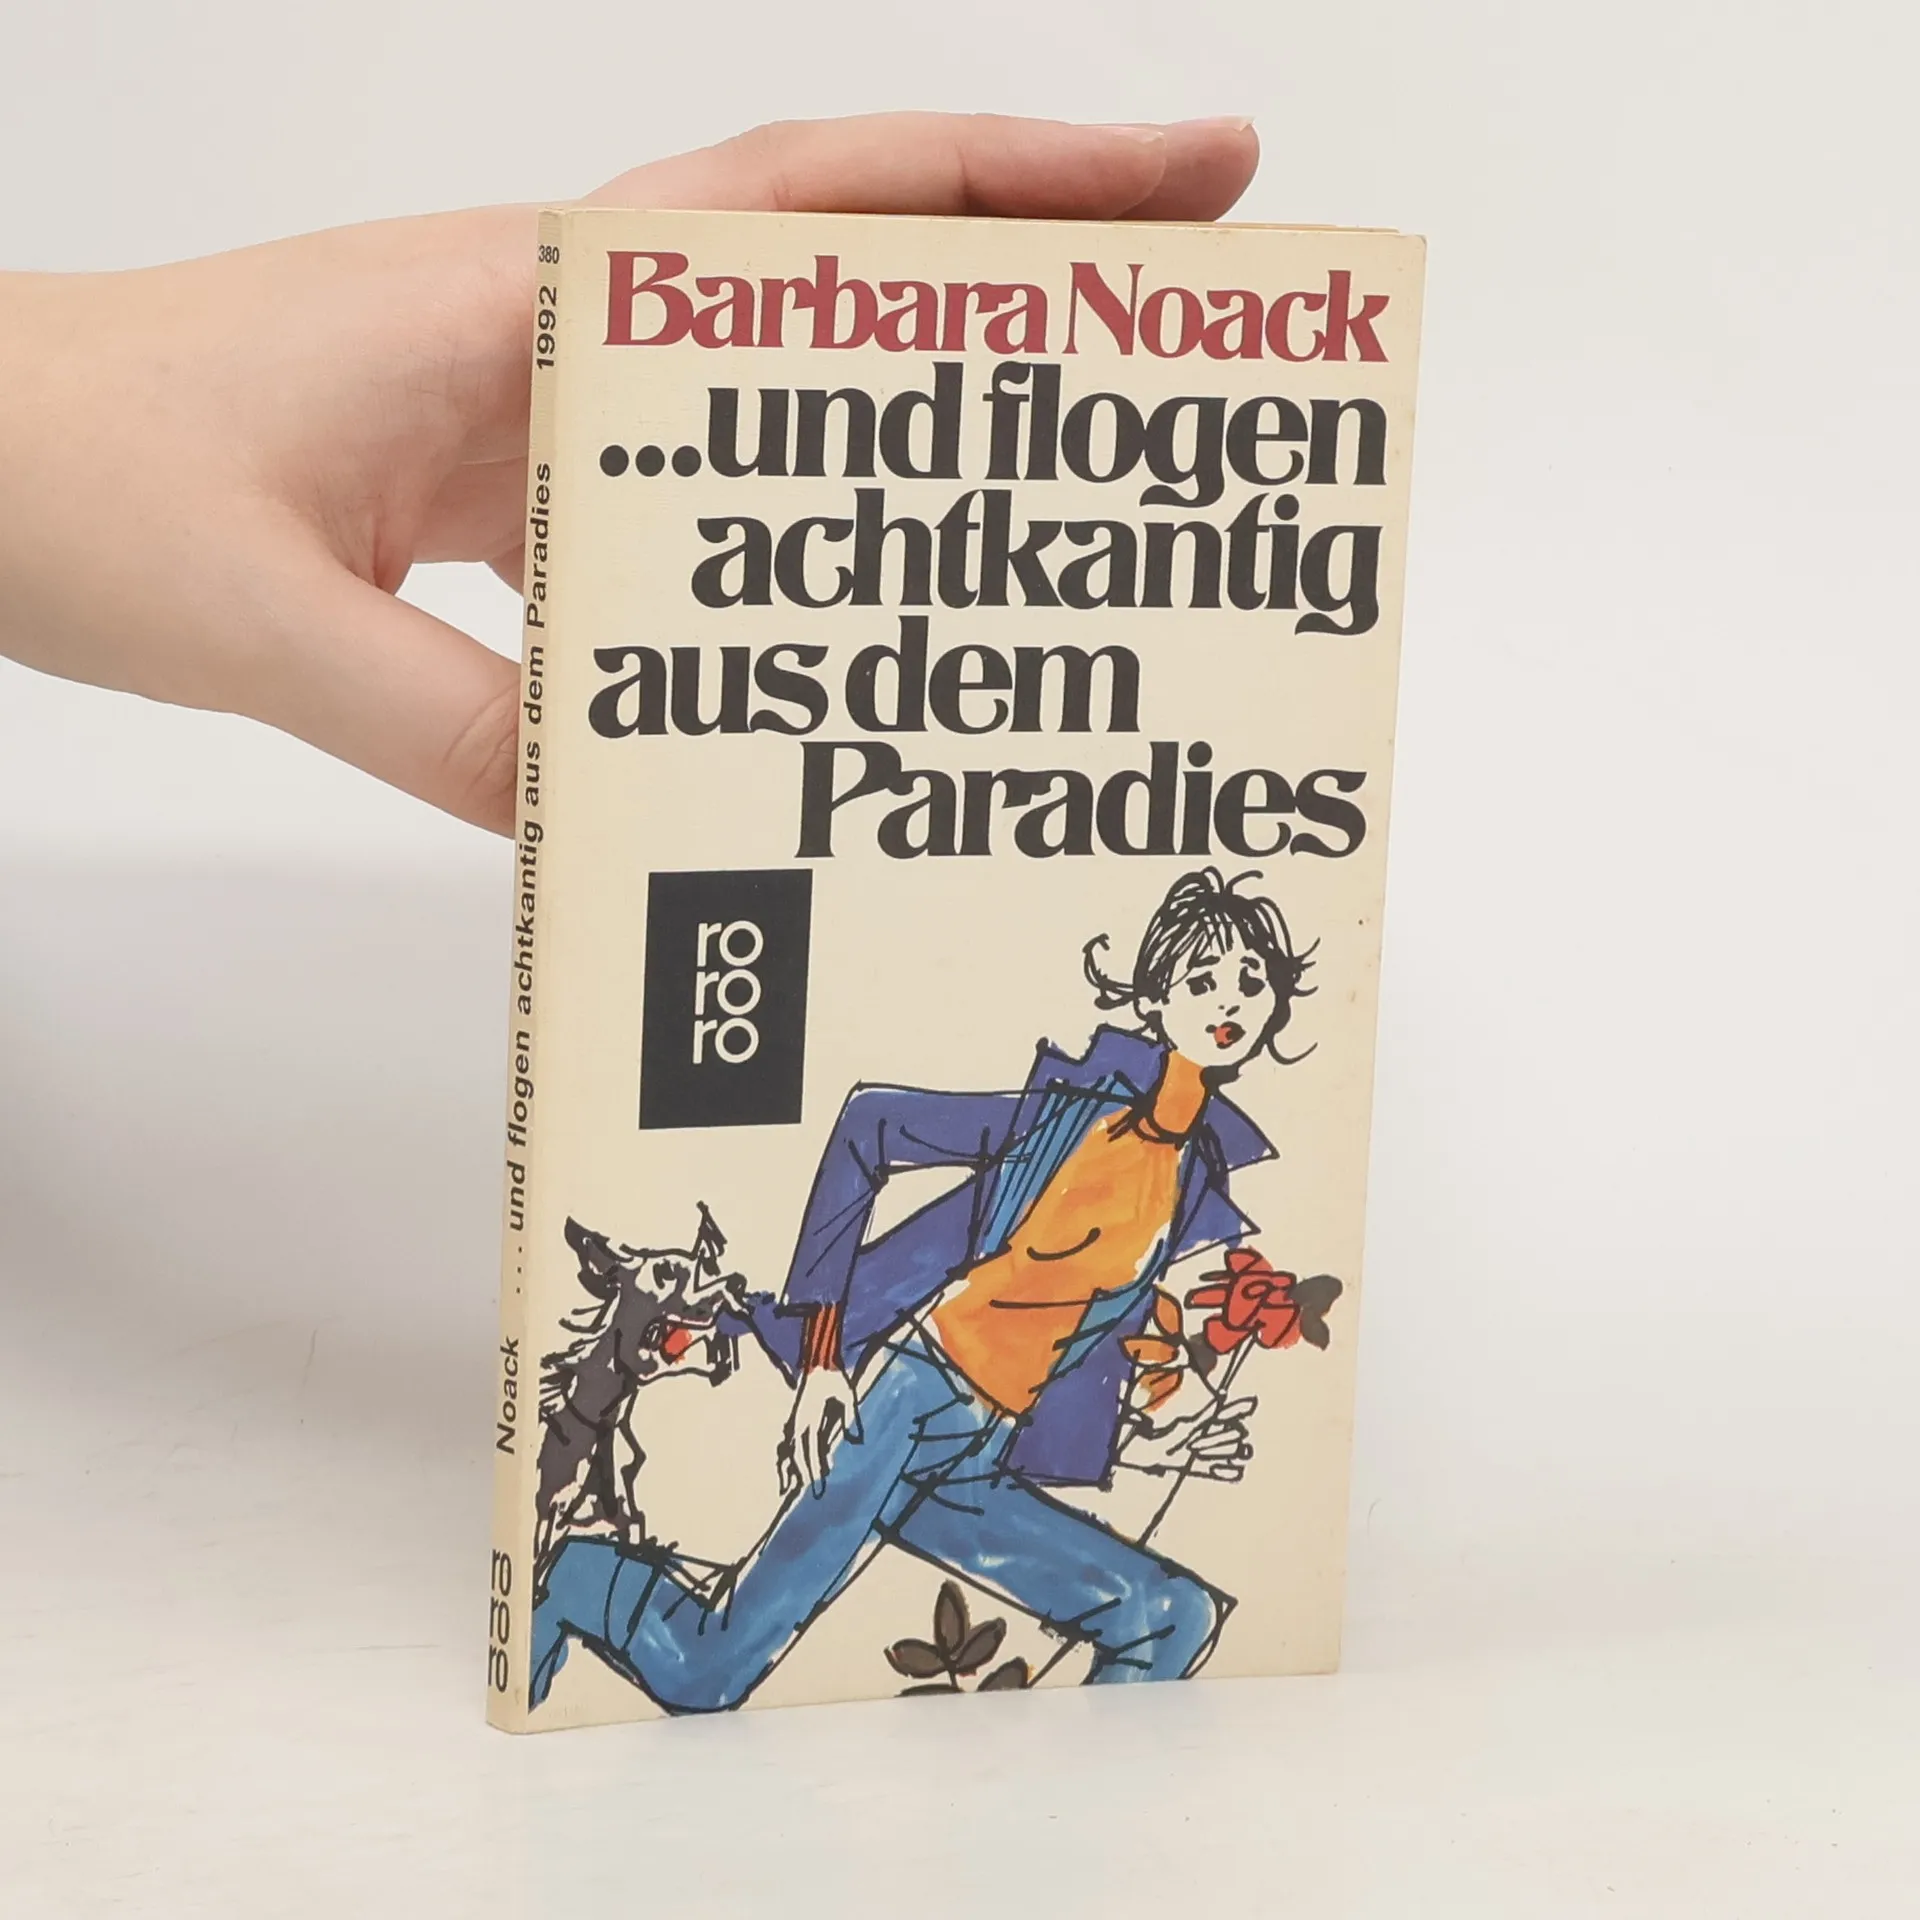 Barbara Noack
...und flogen
achtkantig
aus dem
Paradies
ro
ro
ro
ro ro ro Noack ...und flogen achtkantig aus dem Paradies 1992 380